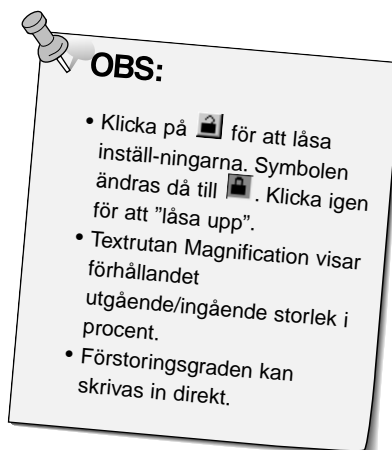 OBS:
• Klicka på för att låsa
inställ-ningarna. Symbolen
ändras då till . Klicka igen
för att ”låsa upp”.
• Textrutan Magnification visar
förhållandet
utgående/ingående storlek i
procent.
• Förstoringsgraden kan
skrivas in direkt.